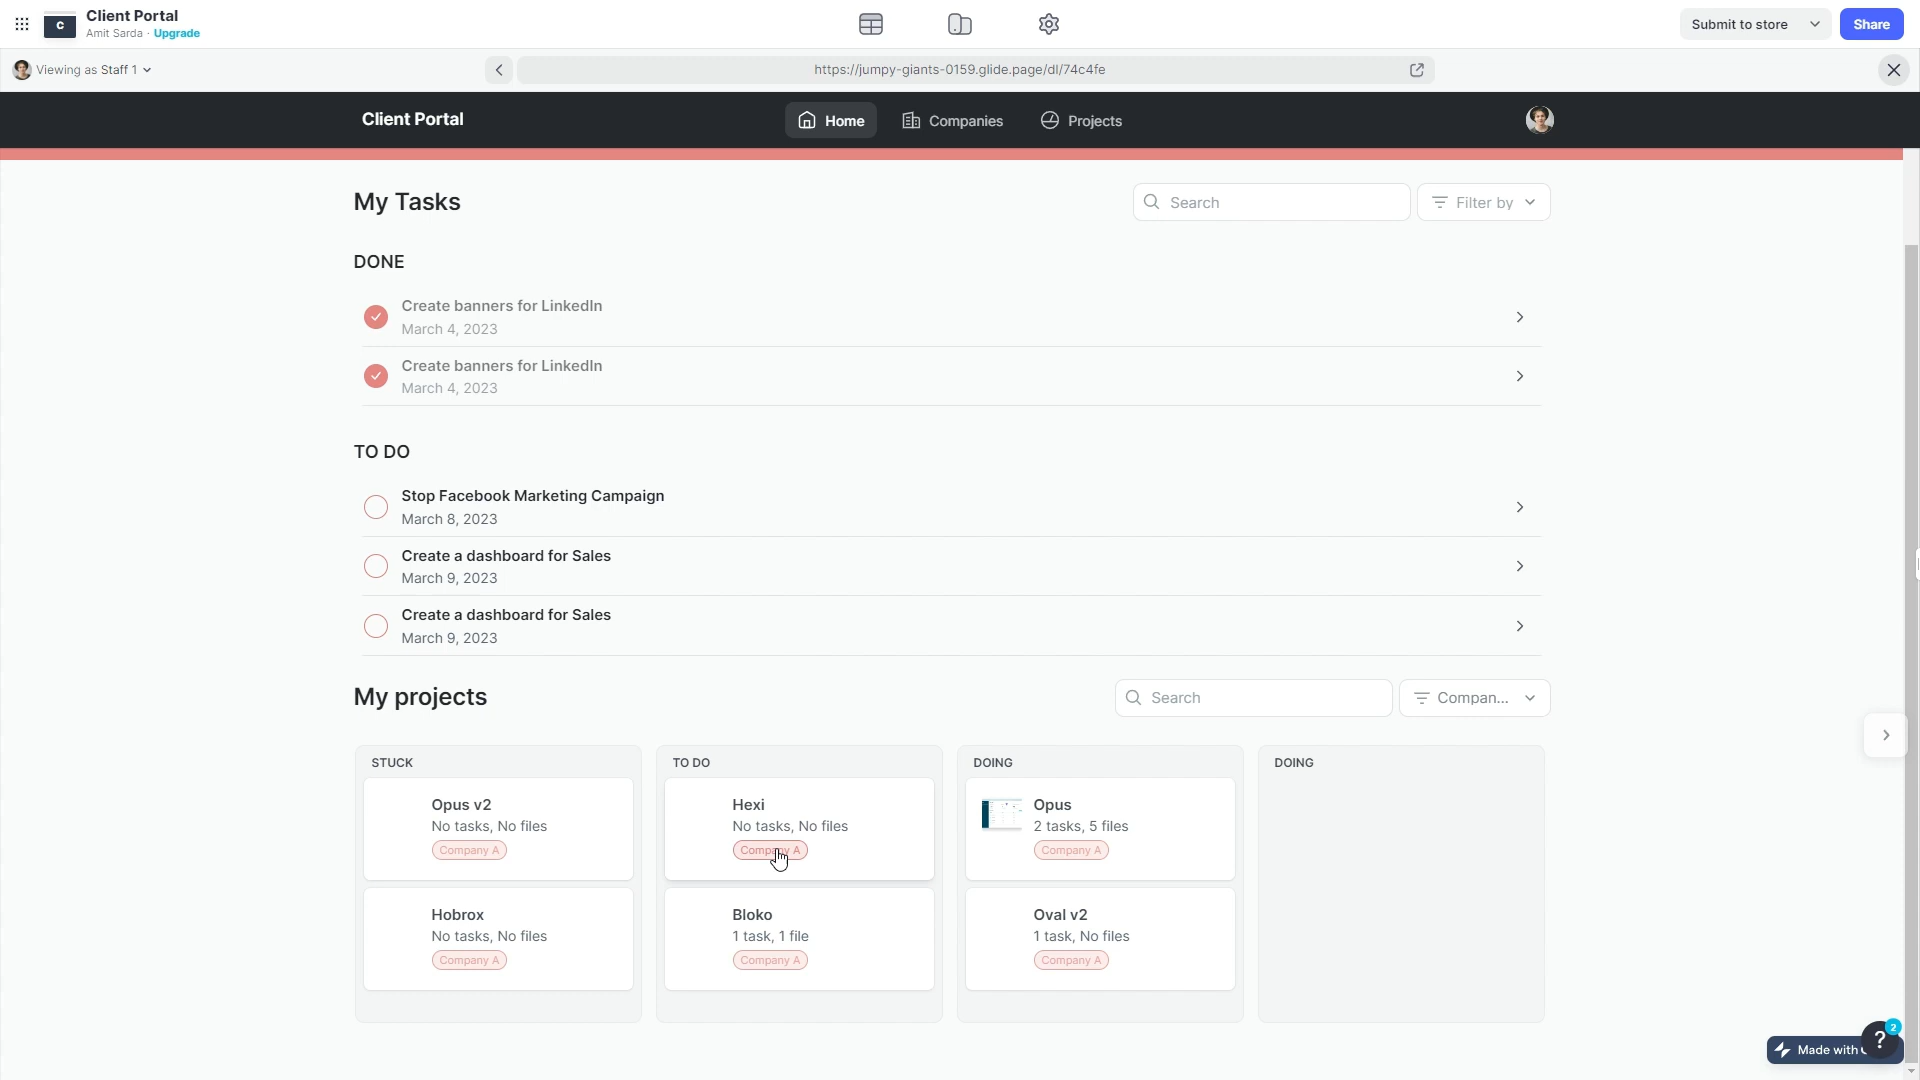 Client Portal
Amit Sarda · Upgrade
Submit to store
Share
Viewing as Staff 1
https://jumpy-giants-0159.glide.page/dl/74c4fe
Client Portal
Home
Companies
Projects
My Tasks
Search
Filter by
DONE
Create banners for LinkedIn
March 4, 2023
Create banners for LinkedIn
March 4, 2023
TO DO
Stop Facebook Marketing Campaign
March 8, 2023
Create a dashboard for Sales
March 9, 2023
Create a dashboard for Sales
March 9, 2023
My projects
Search
Compan...
STUCK
Opus v2
No tasks, No files
Company A
Hobrox
No tasks, No files
Company A
TO DO
Hexi
No tasks, No files
Company A
Bloko
1 task, 1 file
Company A
DOING
Opus
2 tasks, 5 files
Company A
Oval v2
1 task, No files
Company A
DOING
Made with
?
2
C